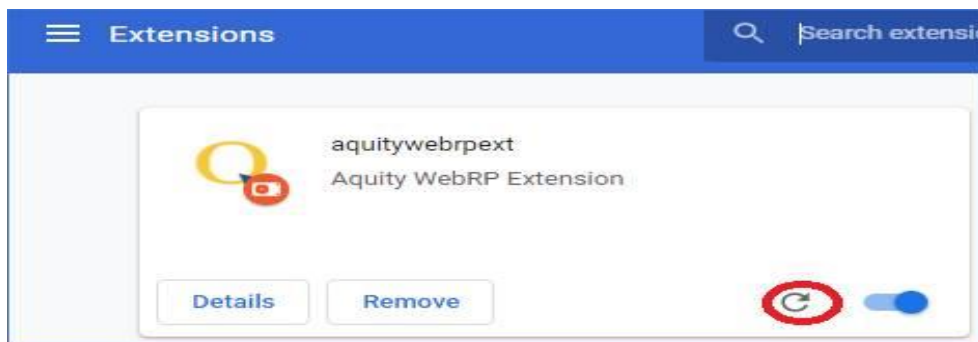 Extensions
Search extensi
aquitywebrpext
Aquity WebRP Extension
Details
Remove